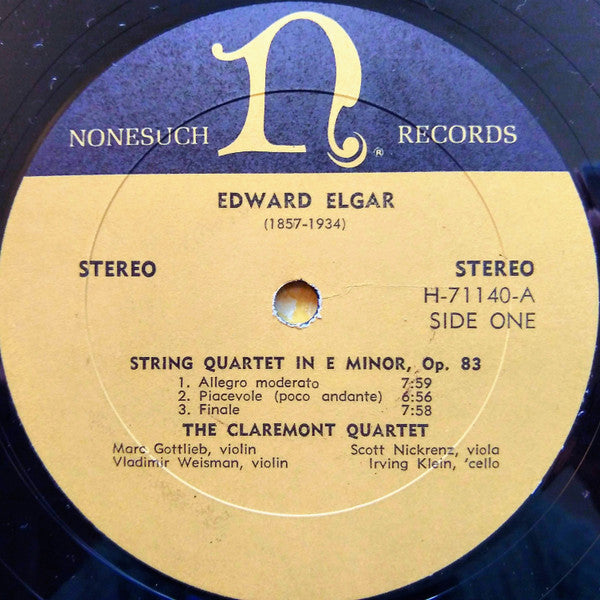 n
NONESUCH RECORDS
®
EDWARD ELGAR
(1857-1934)
STEREO STEREO
H-71140-A
SIDE ONE
STRING QUARTET IN E MINOR, Op. 83
1. Allegro moderato 7:59
2. Piacevole (poco andante) 6:56
3. Finale 7:58
THE CLAREMONT QUARTET
Marc Gottlieb, violin Scott Nickrenz, viola
Vladimir Weisman, violin Irving Klein, 'cello